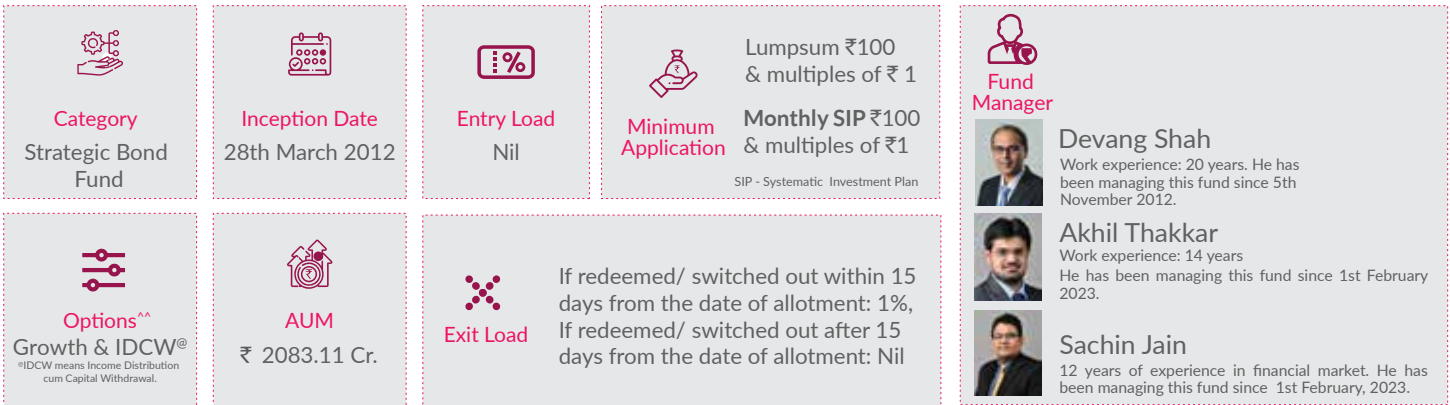 Category
Strategic Bond
Fund
Inception Date
28th March 2012
%
Entry Load
Nil
₹
Minimum
Application
Lumpsum ₹100
& multiples of ₹ 1
Monthly SIP ₹100
& multiples of ₹1
SIP - Systematic Investment Plan
₹
Fund
Manager
Devang Shah
Work experience: 20 years. He has
been managing this fund since 5th
November 2012.
Akhil Thakkar
Work experience: 14 years
He has been managing this fund since 1st February
2023.
Sachin Jain
12 years of experience in financial market. He has
been managing this fund since 1st February, 2023.
Options^^
Growth & IDCW@
@IDCW means Income Distribution
cum Capital Withdrawal.
₹
AUM
₹ 2083.11 Cr.
Exit Load
If redeemed/ switched out within 15
days from the date of allotment: 1%,
If redeemed/ switched out after 15
days from the date of allotment: Nil